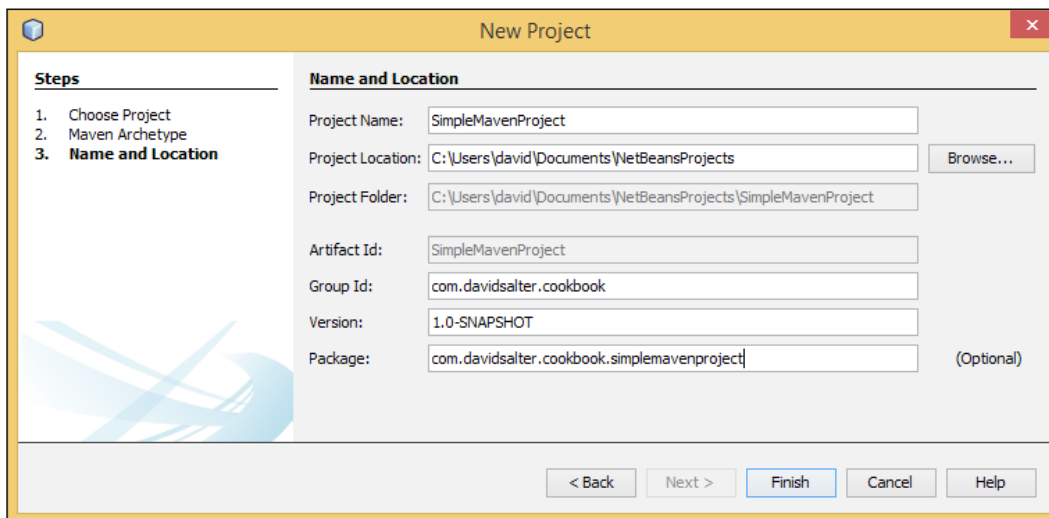 New Project
Steps
1. Choose Project
2. Maven Archetype
3. Name and Location
Name and Location
Project Name: SimpleMavenProject
Project Location: C:\Users\david\Documents\NetBeansProjects Browse...
Project Folder: C:\Users\david\Documents\NetBeansProjects\SimpleMavenProject
Artifact Id: SimpleMavenProject
Group Id: com.davidsalter.cookbook
Version: 1.0-SNAPSHOT
Package: com.davidsalter.cookbook.simplemavenproject (Optional)
< Back Next > Finish Cancel Help